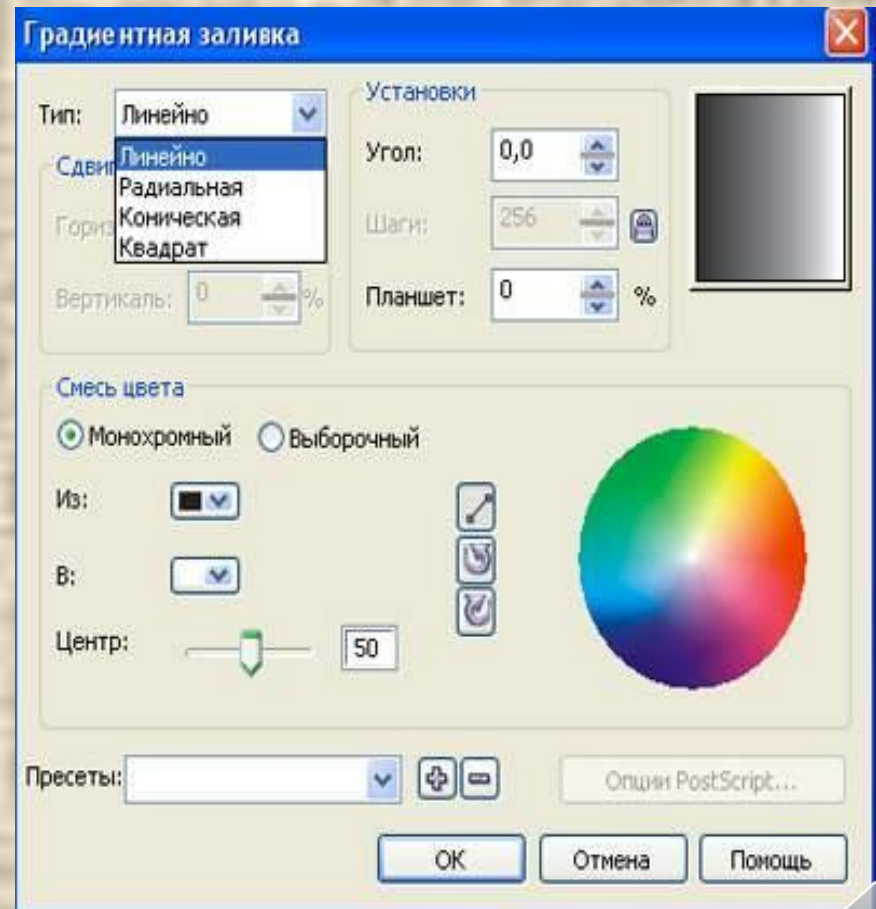 Градиентная заливка
Тип: Линейно
Линейно
Радиальная
Коническая
Квадрат
Вертикаль: 0 %
Установки
Угол: 0,0
Шаги: 256
Планшет: 0 %
Смесь цвета
Монохромный Выборочный
Из:
В:
Центр: 50
Пресеты:
Опции PostScript...
OK Отмена Помощь